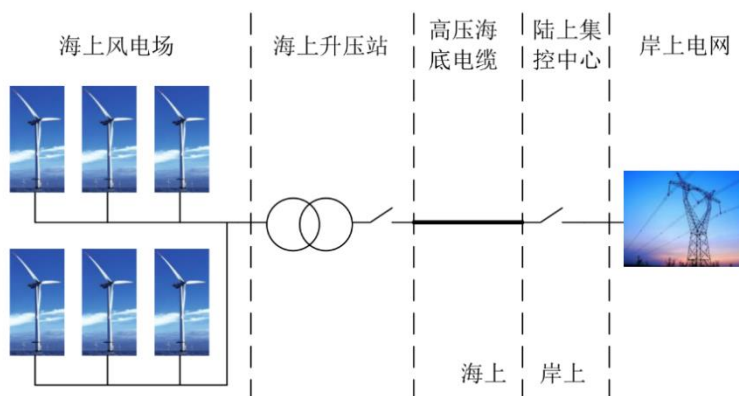 海上风电场
海上升压站
高压海
底电缆
陆上集
控中心
岸上电网
海上
岸上